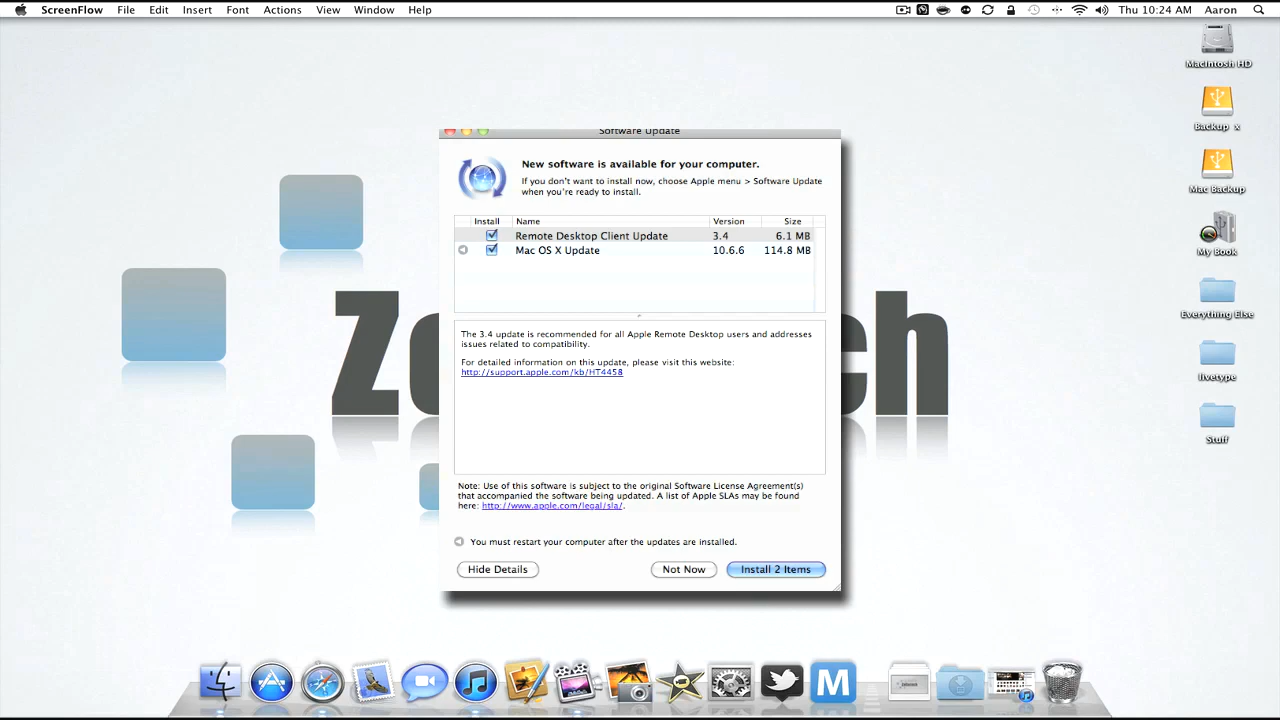 ScreenFlow File Edit Insert Font Actions View Window Help Thu 10:24 AM Aaron
Macintosh HD
Backup x
Mac Backup
My Book
Everything Else
livetype
Stuff
Software Update
New software is available for your computer.
If you don't want to install now, choose Apple menu > Software Update
when you're ready to install.
Install Name Version Size
Remote Desktop Client Update 3.4 6.1 MB
Mac OS X Update 10.6.6 114.8 MB
The 3.4 update is recommended for all Apple Remote Desktop users and addresses
issues related to compatibility.
For detailed information on this update, please visit this website:
http://support.apple.com/kb/HT4458
Note: Use of this software is subject to the original Software License Agreement(s)
that accompanied the software being updated. A list of Apple SLAs may be found
here: http://www.apple.com/legal/sla/.
You must restart your computer after the updates are installed.
Hide Details Not Now Install 2 Items
M